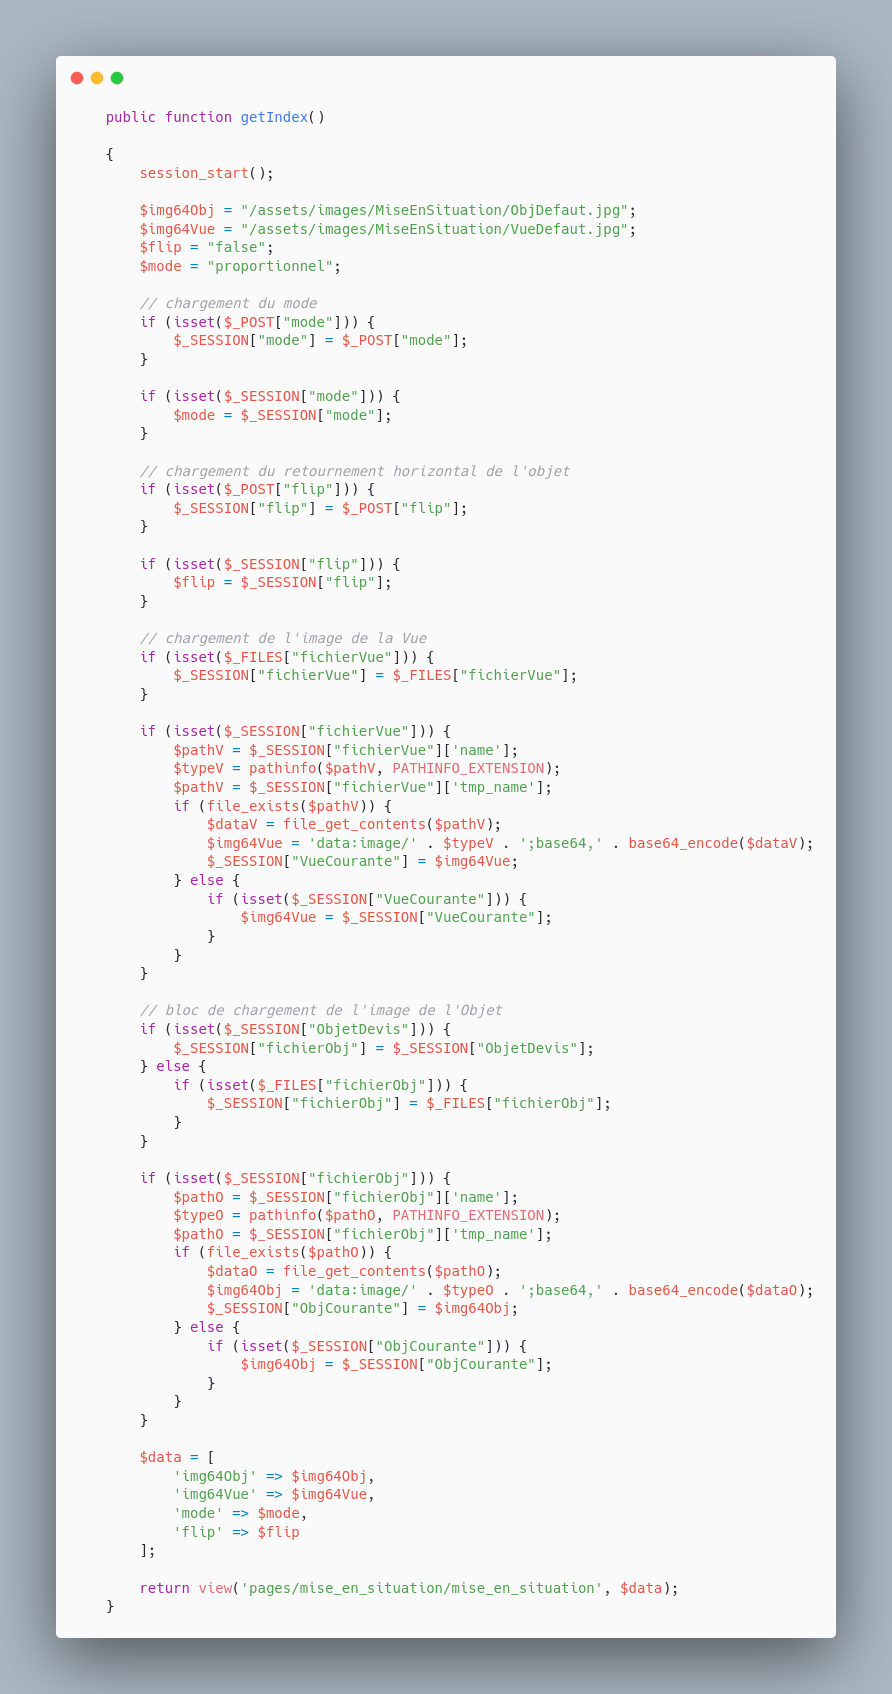 public function getIndex()
{
session_start();
$img64Obj = "/assets/images/MiseEnSituation/ObjDefaut.jpg";
$img64Vue = "/assets/images/MiseEnSituation/VueDefaut.jpg";
$flip = "false";
$mode = "proportionnel";
// chargement du mode
if (isset($_POST["mode"])) {
$_SESSION["mode"] = $_POST["mode"];
}
if (isset($_SESSION["mode"])) {
$mode = $_SESSION["mode"];
}
// chargement du retournement horizontal de l'objet
if (isset($_POST["flip"])) {
$_SESSION["flip"] = $_POST["flip"];
}
if (isset($_SESSION["flip"])) {
$flip = $_SESSION["flip"];
}
// chargement de l'image de la Vue
if (isset($_FILES["fichierVue"])) {
$_SESSION["fichierVue"] = $_FILES["fichierVue"];
}
if (isset($_SESSION["fichierVue"])) {
$pathV = $_SESSION["fichierVue"]['name'];
$typeV = pathinfo($pathV, PATHINFO_EXTENSION);
$pathV = $_SESSION["fichierVue"]['tmp_name'];
if (file_exists($pathV)) {
$dataV = file_get_contents($pathV);
$img64Vue = 'data:image/' . $typeV . ';base64,' . base64_encode($dataV);
$_SESSION["VueCourante"] = $img64Vue;
} else {
if (isset($_SESSION["VueCourante"])) {
$img64Vue = $_SESSION["VueCourante"];
}
}
}
// bloc de chargement de l'image de l'Objet
if (isset($_SESSION["ObjetDevis"])) {
$_SESSION["fichierObj"] = $_SESSION["ObjetDevis"];
} else {
if (isset($_FILES["fichierObj"])) {
$_SESSION["fichierObj"] = $_FILES["fichierObj"];
}
}
if (isset($_SESSION["fichierObj"])) {
$pathO = $_SESSION["fichierObj"]['name'];
$typeO = pathinfo($pathO, PATHINFO_EXTENSION);
$pathO = $_SESSION["fichierObj"]['tmp_name'];
if (file_exists($pathO)) {
$dataO = file_get_contents($pathO);
$img64Obj = 'data:image/' . $typeO . ';base64,' . base64_encode($dataO);
$_SESSION["ObjCourante"] = $img64Obj;
} else {
if (isset($_SESSION["ObjCourante"])) {
$img64Obj = $_SESSION["ObjCourante"];
}
}
}
$data = [
'img64Obj' => $img64Obj,
'img64Vue' => $img64Vue,
'mode' => $mode,
'flip' => $flip
];
return view('pages/mise_en_situation/mise_en_situation', $data);
}